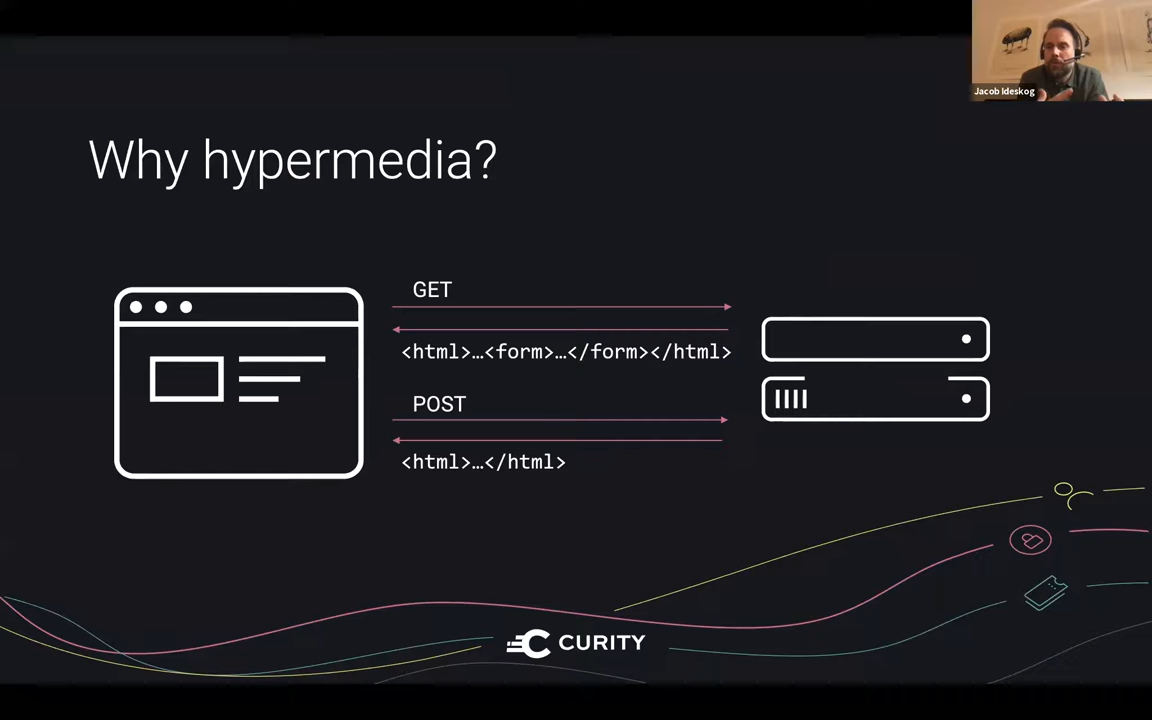 Jacob Ideskog
Why hypermedia?
GET
<html>…<form>…</form></html>
POST
<html>…</html>
CURITY